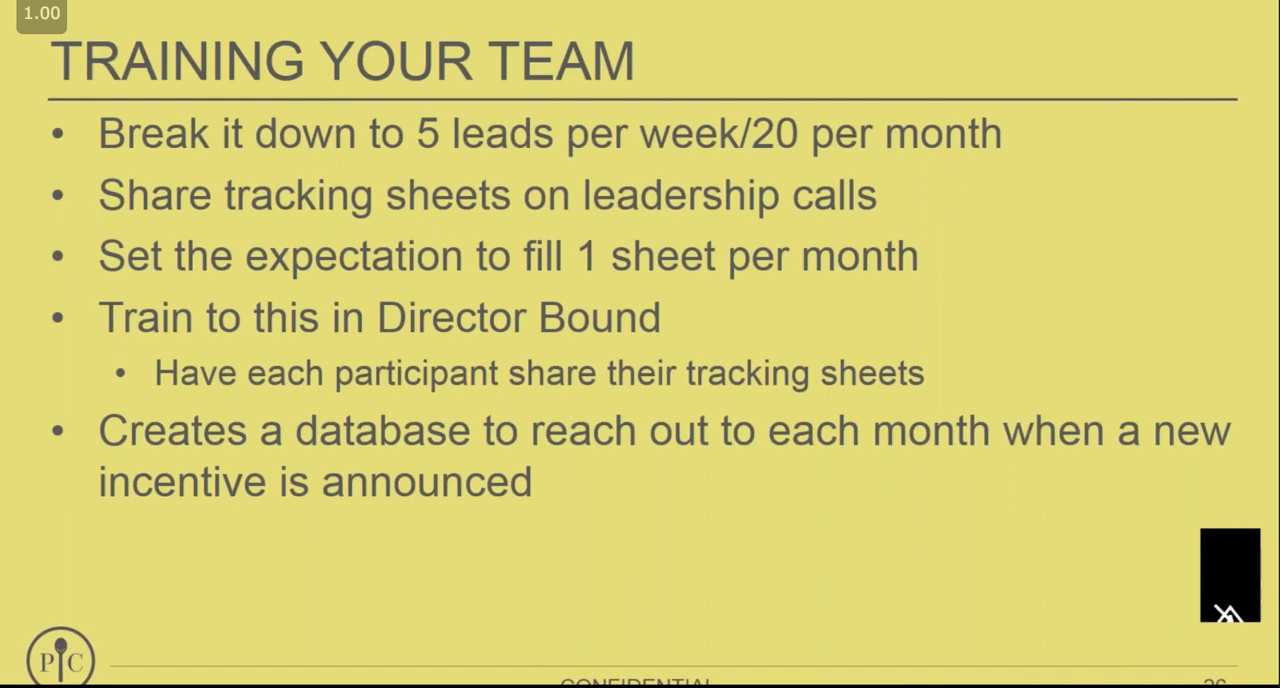 1.00
TRAINING YOUR TEAM
• Break it down to 5 leads per week/20 per month
• Share tracking sheets on leadership calls
• Set the expectation to fill 1 sheet per month
• Train to this in Director Bound
• Have each participant share their tracking sheets
• Creates a database to reach out to each month when a new
incentive is announced
P C
CONFIDENTIAL